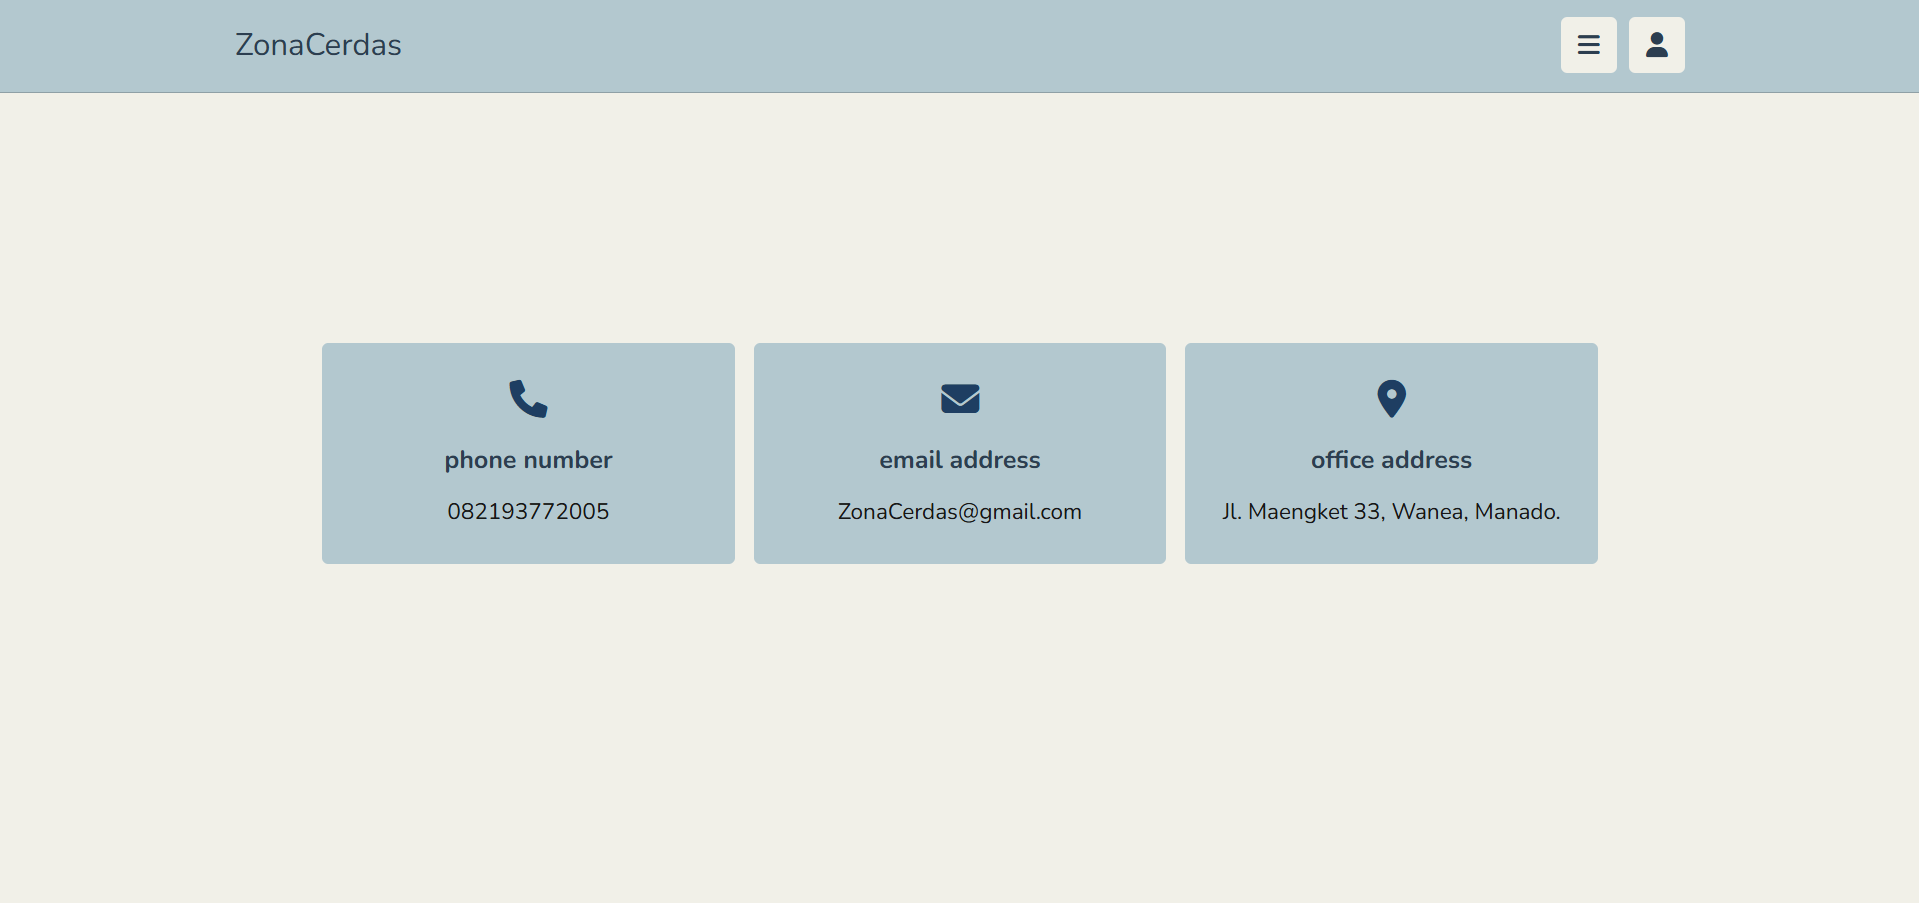 ZonaCerdas
phone number
082193772005
email address
ZonaCerdas@gmail.com
office address
Jl. Maengket 33, Wanea, Manado.